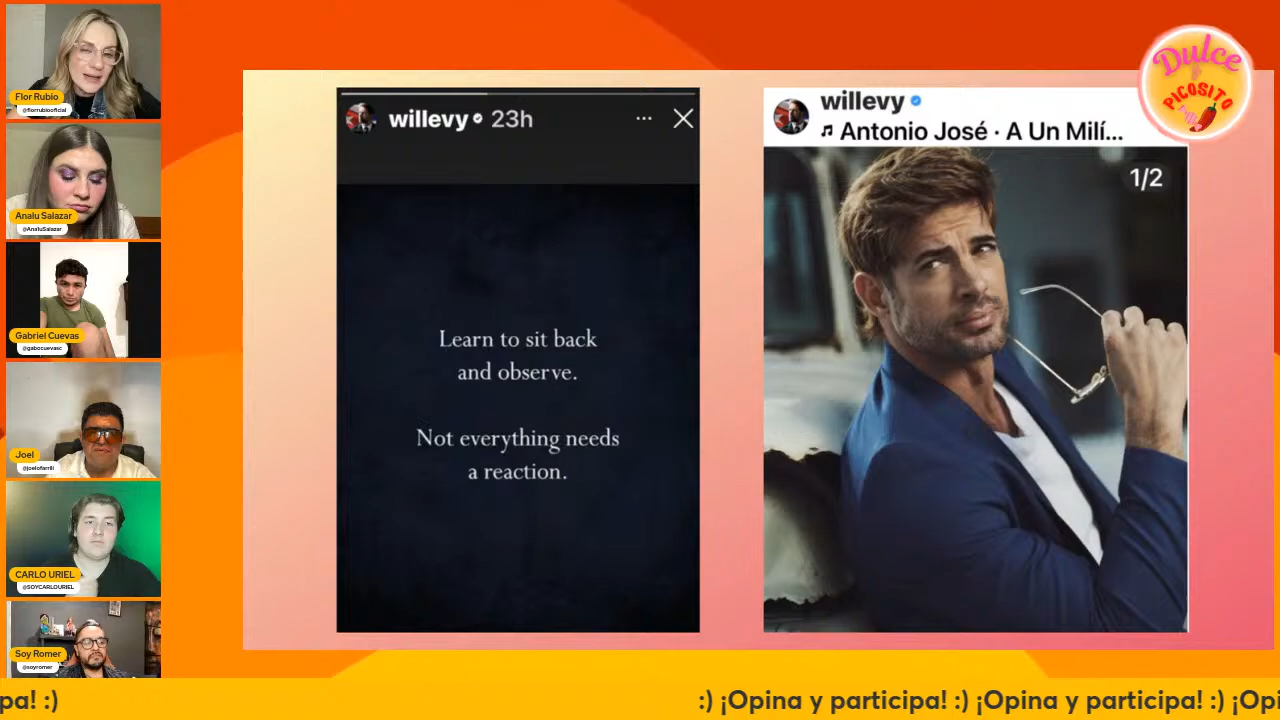 Flor Rubio
@florrubiooficial
Analu Salazar
@AnaluSalazar
Gabriel Cuevas
@gabocuevasc
Joel
@joelofarrill
CARLO URIEL
@SOYCARLOURIEL
Soy Romer
@soyromer
willevy 23h
Learn to sit back
and observe.
Not everything needs
a reaction.
willevy
Antonio José · A Un Milí...
1/2
Dulce
y
PICOSITO
pa! :)
:) ¡Opina y participa! :) ¡Opina y participa! :) ¡Opi